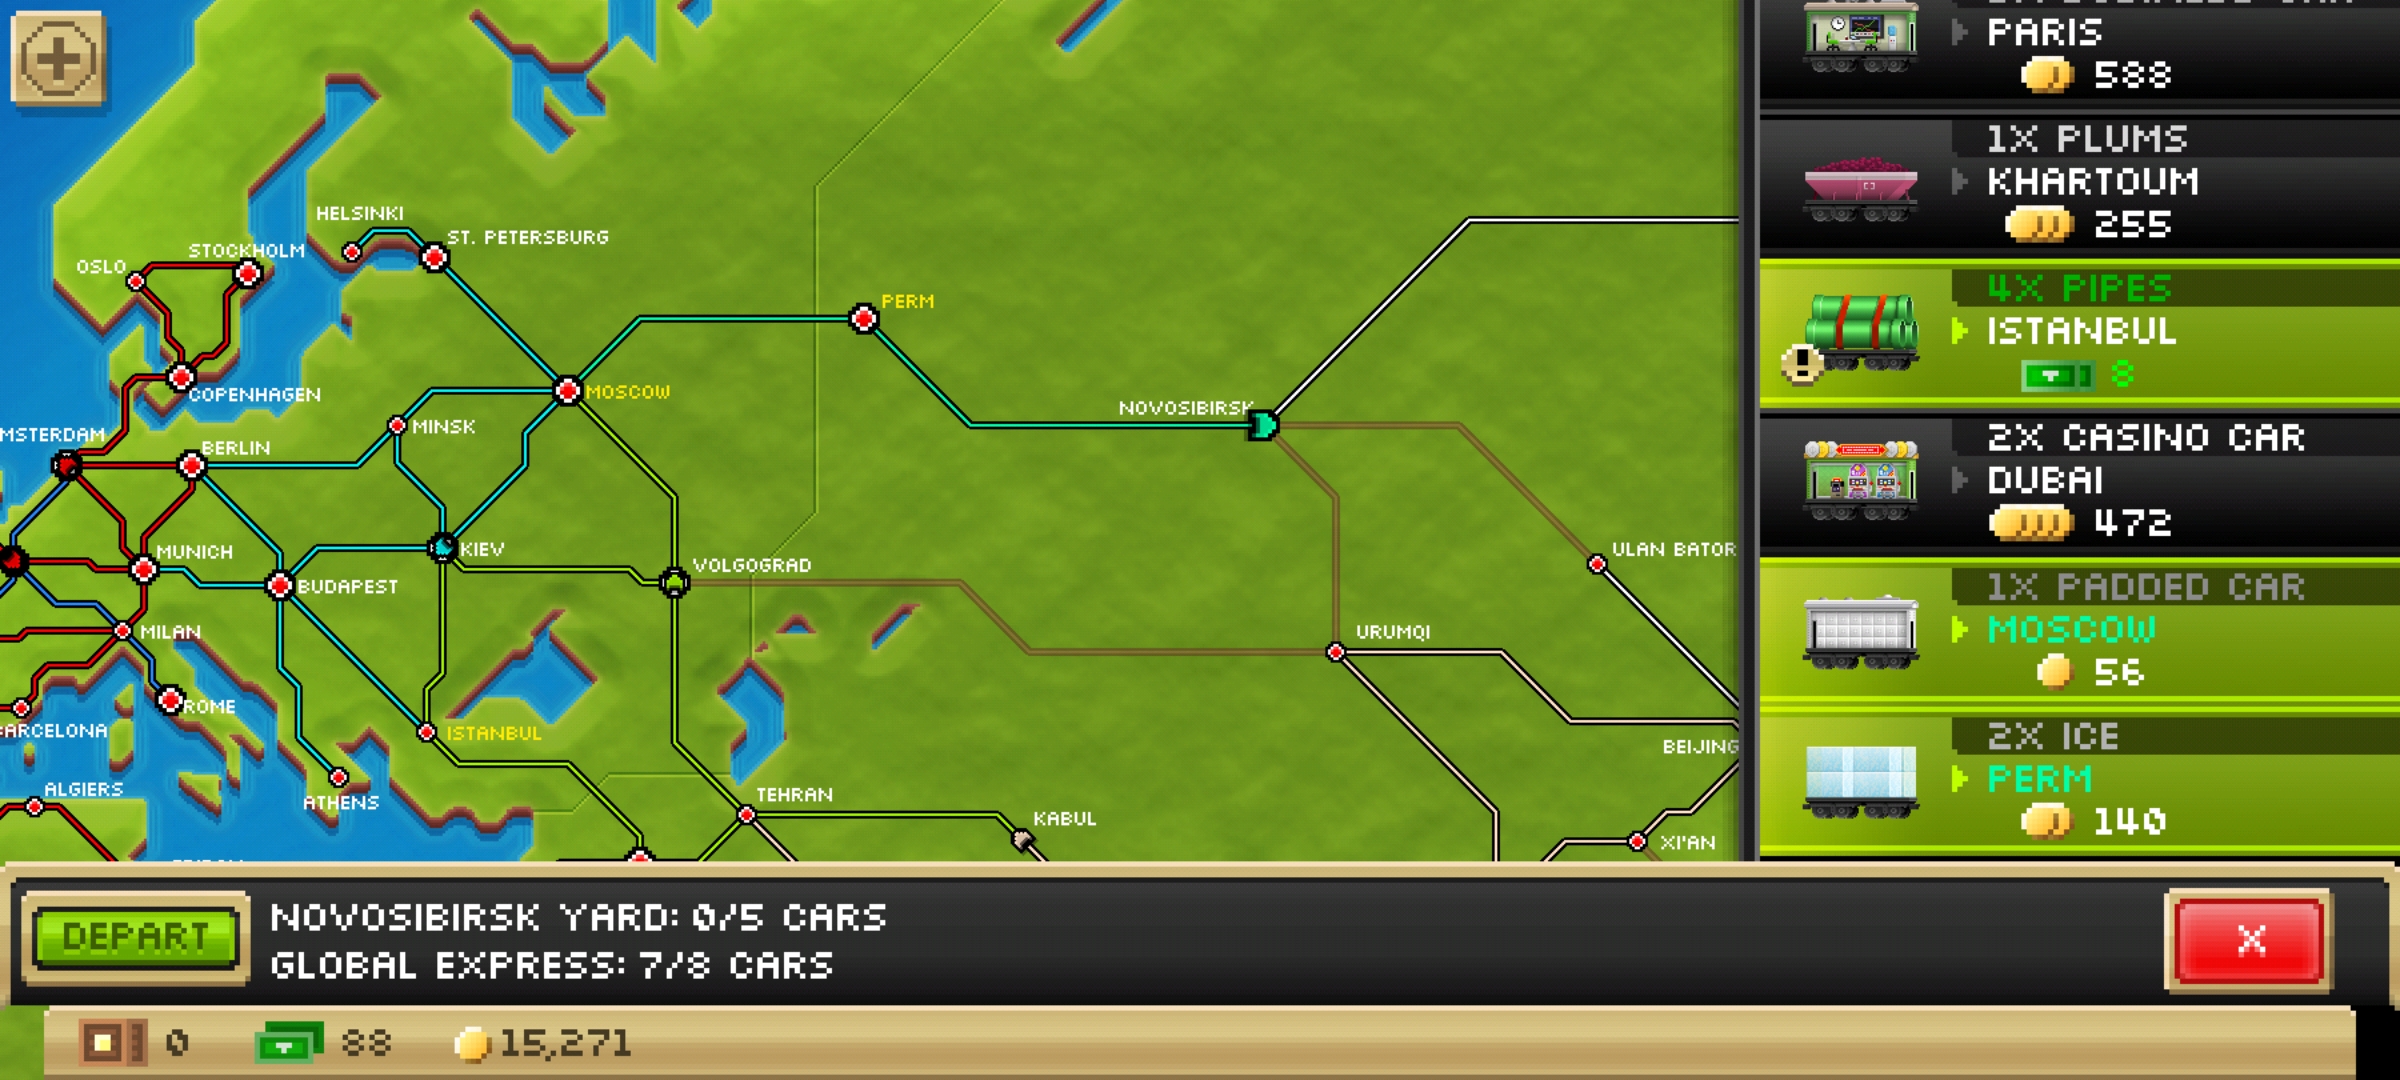 HELSINKI
ST. PETERSBURG
STOCKHOLM
OSLO
PERM
COPENHAGEN
MOSCOW
NOVOSIBIRSK
MINSK
MSTERDAM
BERLIN
MUNICH
KIEV
ULAN BATOR
VOLGOGRAD
BUDAPEST
MILAN
URUMQI
ROME
ARCELONA
ISTANBUL
BEIJING
ALGIERS
ATHENS
TEHRAN
KABUL
XI'AN
PARIS
588
1X PLUMS
KHARTOUM
255
4X PIPES
ISTANBUL
8
2X CASINO CAR
DUBAI
472
1X PADDED CAR
MOSCOW
56
2X ICE
PERM
140
DEPART
NOVOSIBIRSK YARD: 0/5 CARS
GLOBAL EXPRESS: 7/8 CARS
X
0
88
15,271